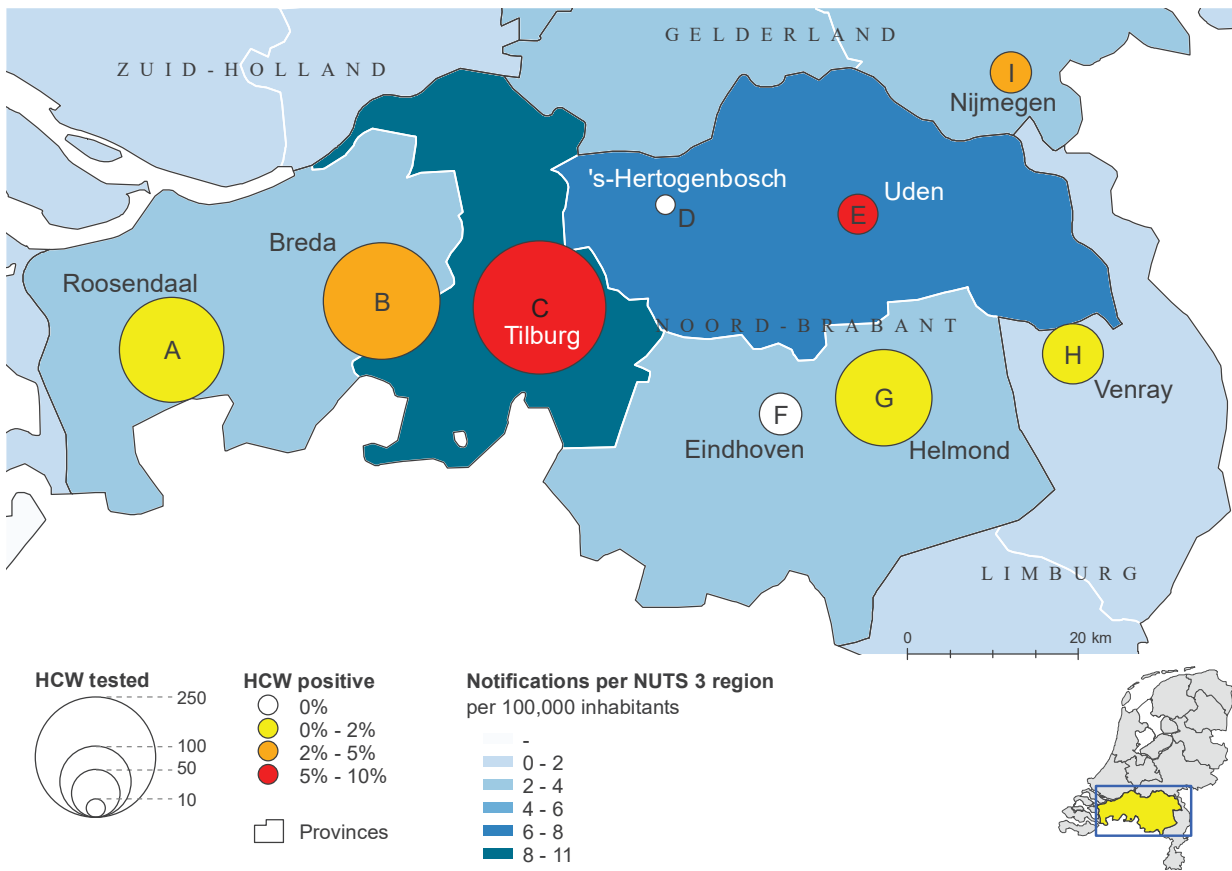 GELDERLAND
ZUID-HOLLAND
I
Nijmegen
's-Hertogenbosch
D
E
Uden
Breda
Roosendaal
B
C
Tilburg
NOORD-BRABANT
A
H
Venray
G
F
Eindhoven
Helmond
LIMBURG
0 20 km
HCW tested
250
100
50
10
HCW positive
0%
0% - 2%
2% - 5%
5% - 10%
Provinces
Notifications per NUTS 3 region
per 100,000 inhabitants
-
0 - 2
2 - 4
4 - 6
6 - 8
8 - 11